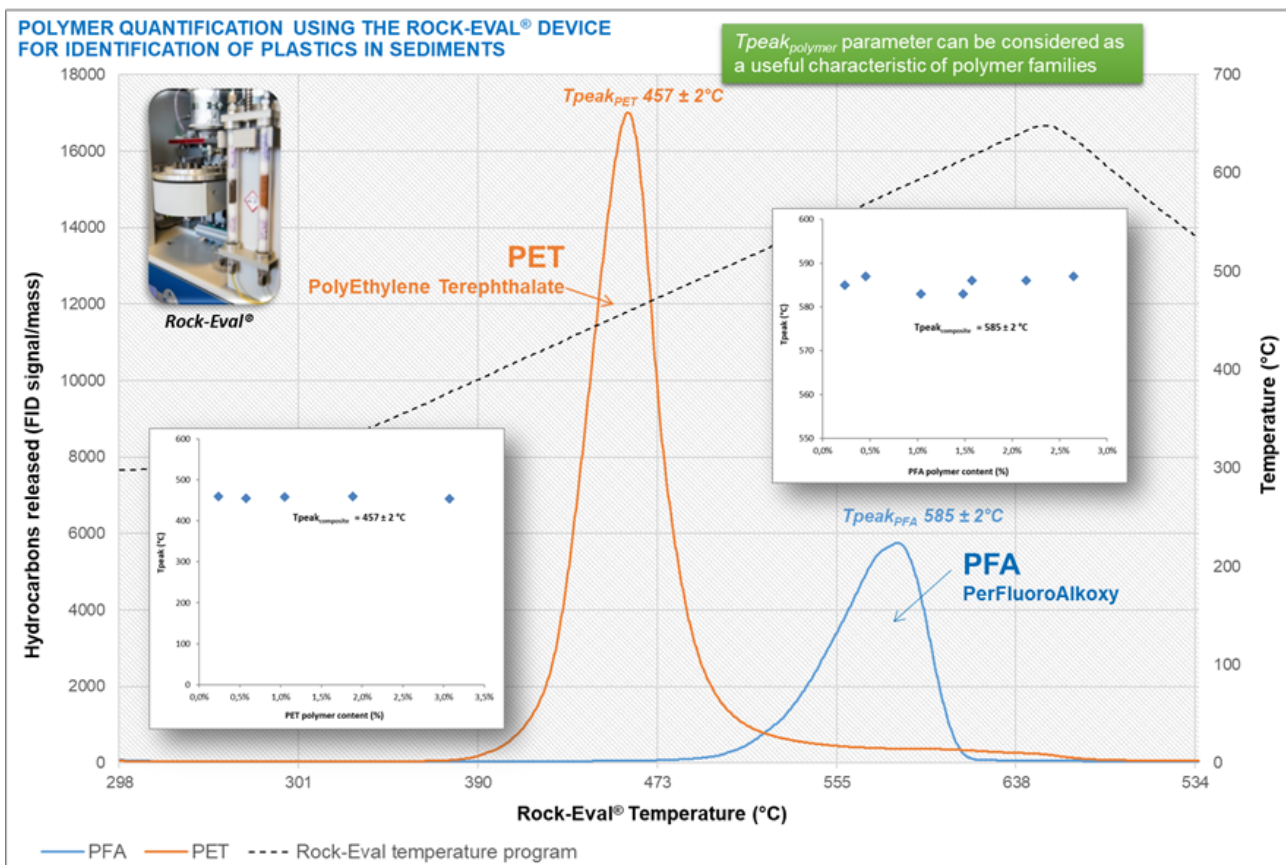 POLYMER QUANTIFICATION USING THE ROCK-EVAL® DEVICE
FOR IDENTIFICATION OF PLASTICS IN SEDIMENTS
Tpeakpolymer parameter can be considered as
a useful characteristic of polymer families
18000
16000
14000
12000
10000
8000
6000
4000
2000
0
Hydrocarbons released (FID signal/mass)
Rock-Eval®
TpeakPET 457 ± 2°C
PET
PolyEthylene Terephthalate
600
500
400
300
200
100
0
Tpeak (°C)
Tpeakcomposite = 457 ± 2 °C
0,0% 0,5% 1,0% 1,5% 2,0% 2,5% 3,0% 3,5%
PET polymer content (%)
600
590
580
570
560
550
Tpeak (°C)
Tpeakcomposite = 585 ± 2 °C
0,0% 0,5% 1,0% 1,5% 2,0% 2,5% 3,0%
PFA polymer content (%)
TpeakPFA 585 ± 2°C
PFA
PerFluoroAlkoxy
700
600
500
400
300
200
100
0
Temperature (°C)
298 301 390 473 555 638 534
Rock-Eval® Temperature (°C)
PFA PET Rock-Eval temperature program